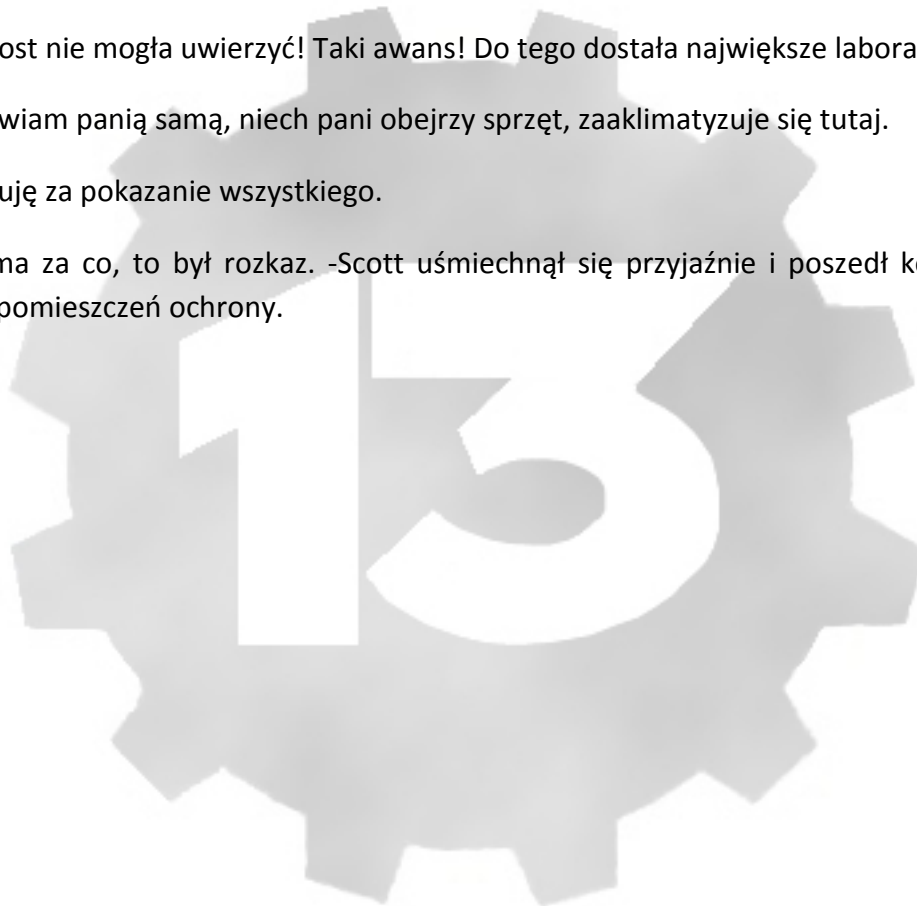 ost nie mogła uwierzyć! Taki awans! Do tego dostała największe labora
wiam panią samą, niech pani obejrzy sprzęt, zaaklimatyzuje się tutaj.
uję za pokazanie wszystkiego.
ma za co, to był rozkaz. -Scott uśmiechnął się przyjaźnie i poszedł k
pomieszczeń ochrony.
13